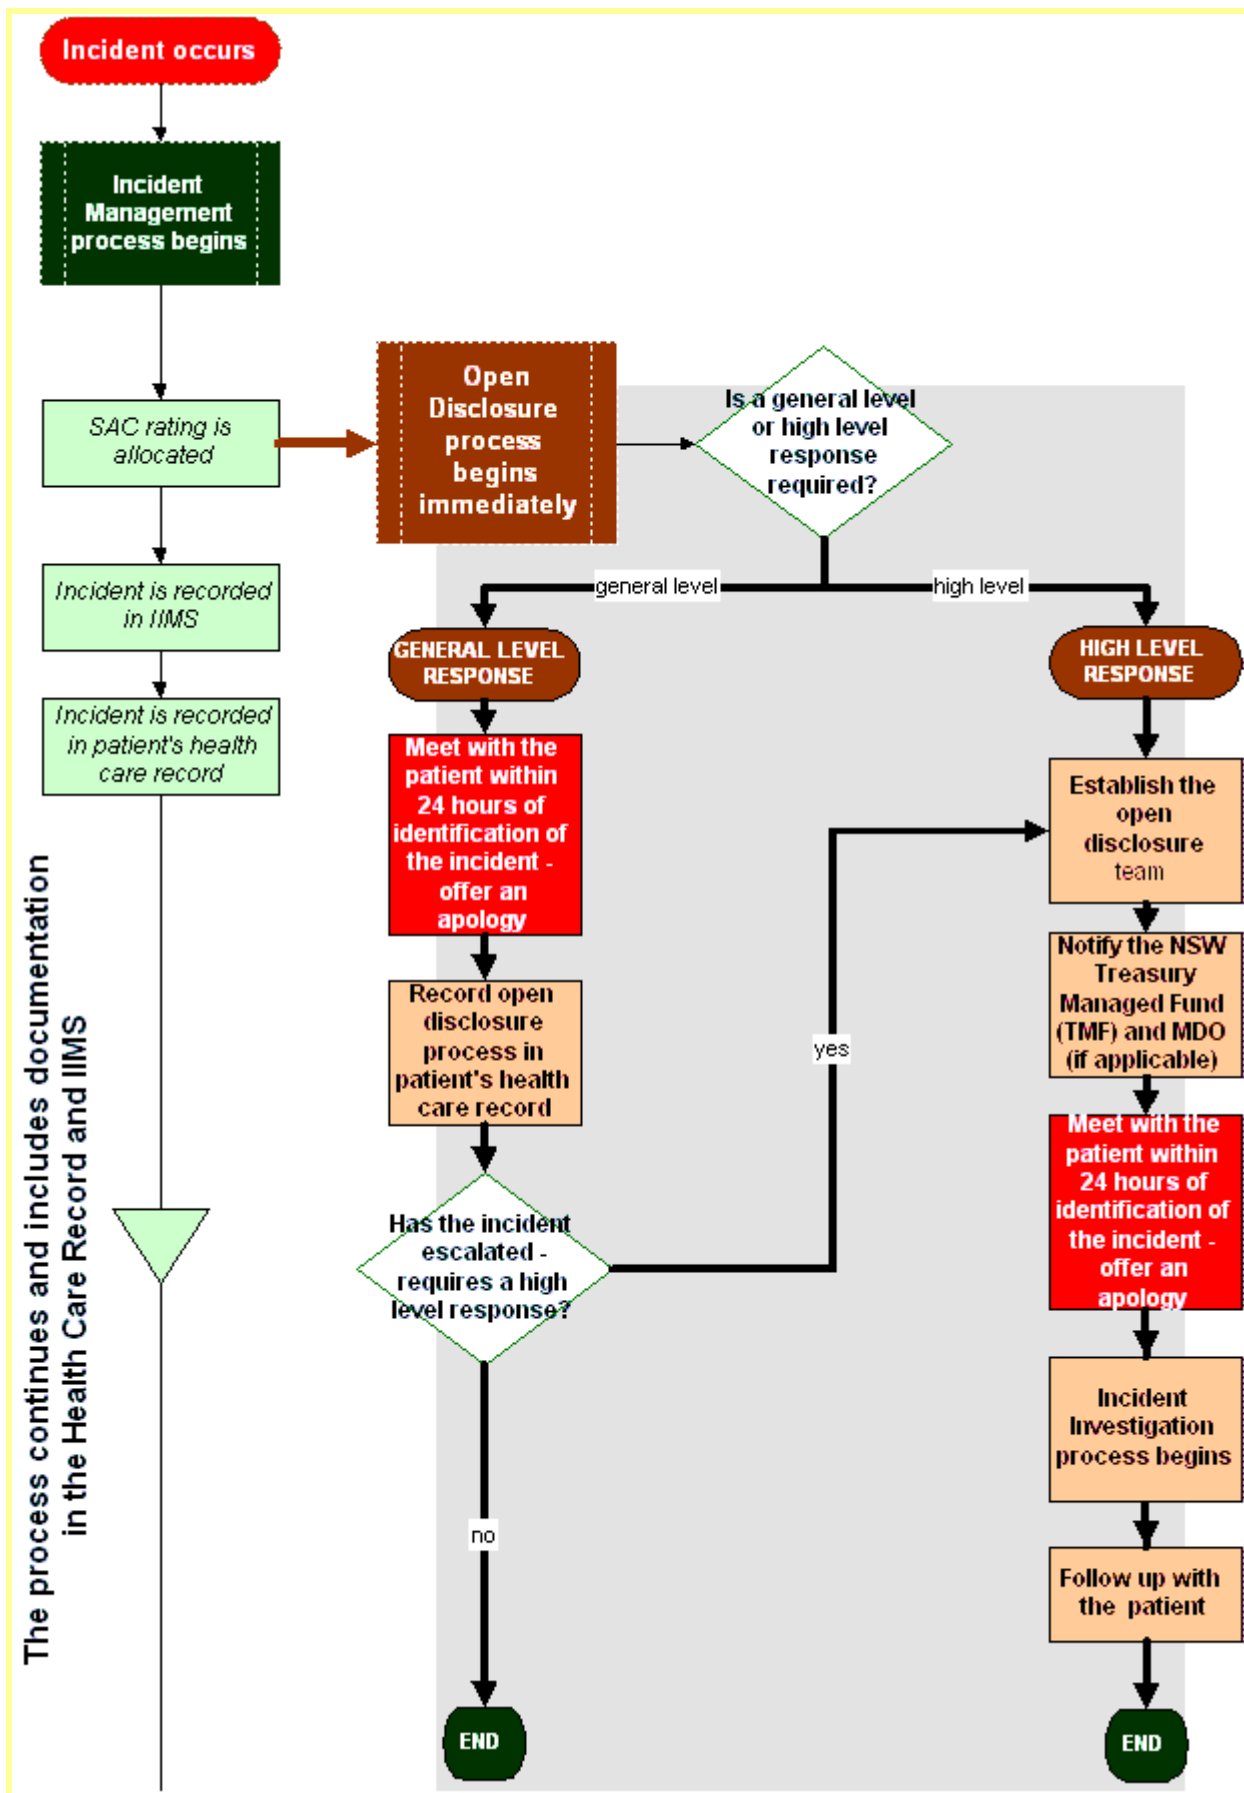 Incident occurs
Incident
Management
process begins
SAC rating is
allocated
Open
Disclosure
process
begins
immediately
Is a general level
or high level
response
required?
Incident is recorded
in IIMS
Incident is recorded
in patient's health
care record
general level
high level
GENERAL LEVEL
RESPONSE
Meet with the
patient within
24 hours of
identification of
the incident -
offer an
apology
Record open
disclosure
process in
patient's health
care record
Has the incident
escalated -
requires a high
level response?
yes
no
END
HIGH LEVEL
RESPONSE
Establish the
open
disclosure
team
Notify the NSW
Treasury
Managed Fund
(TMF) and MDO
(if applicable)
Meet with the
patient within
24 hours of
identification of
the incident -
offer an
apology
Incident
Investigation
process begins
Follow up with
the patient
END
The process continues and includes documentation
in the Health Care Record and IIMS